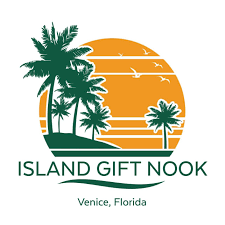 ISLAND GIFT NOOK
Venice, Florida